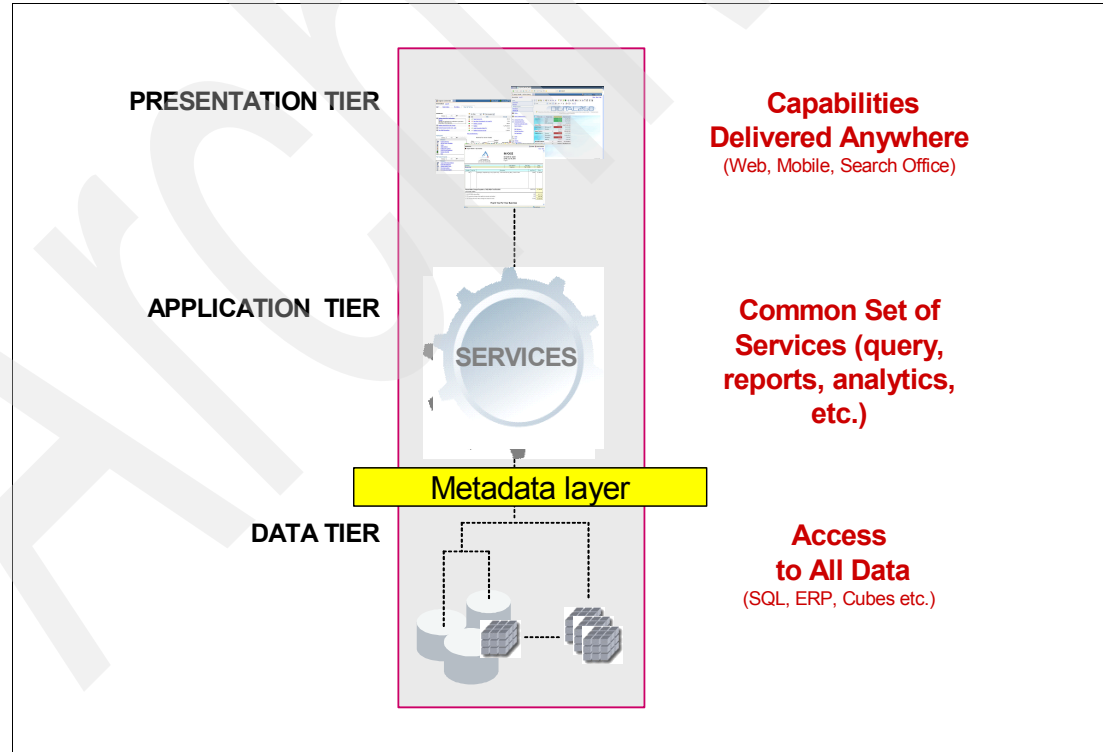 PRESENTATION TIER
Capabilities
Delivered Anywhere
(Web, Mobile, Search Office)
APPLICATION TIER
SERVICES
Common Set of
Services (query,
reports, analytics,
etc.)
Metadata layer
DATA TIER
Access
to All Data
(SQL, ERP, Cubes etc.)